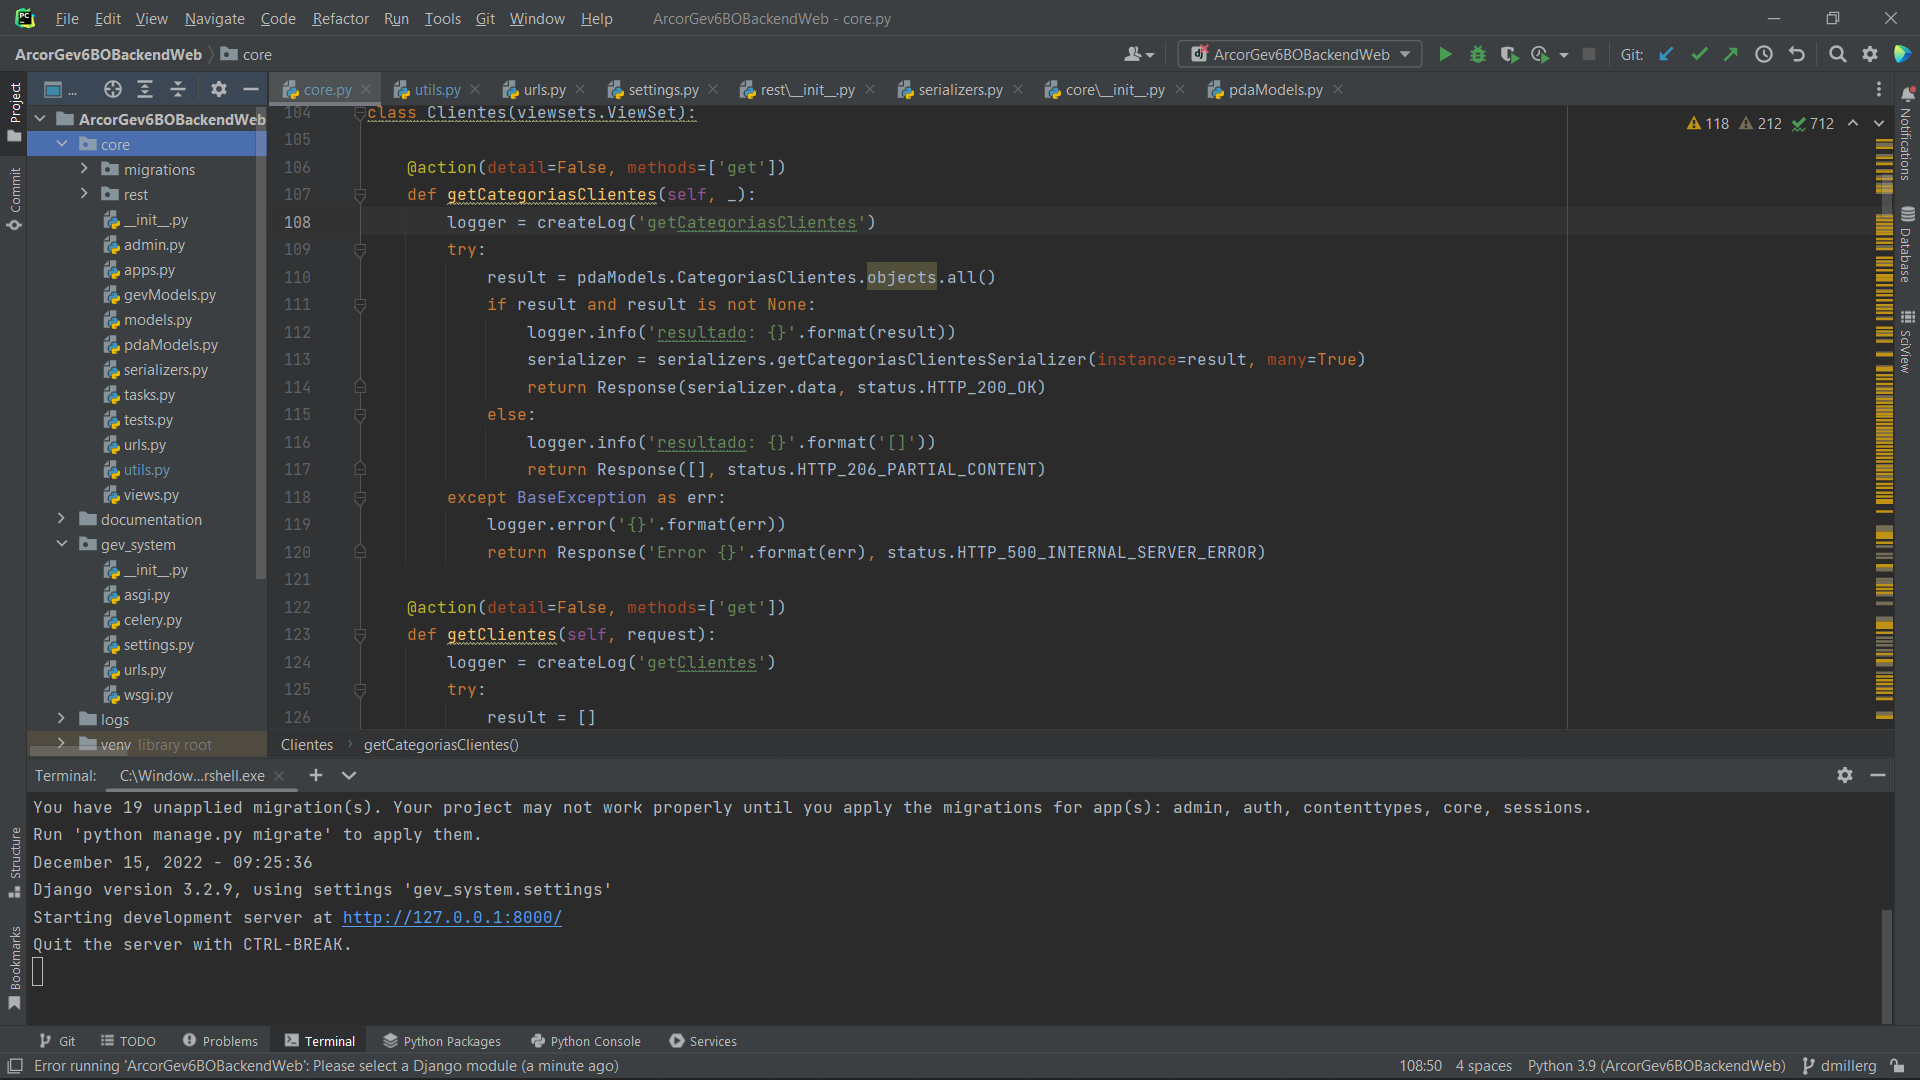 File Edit View Navigate Code Refactor Run Tools Git Window Help ArcorGev6BOBackendWeb - core.py
ArcorGev6BOBackendWeb core ArcorGev6BOBackendWeb Git:
... core.py utils.py urls.py settings.py rest\__init__.py serializers.py core\__init__.py pdaModels.py
Project
Commit
Structure
Bookmarks
ArcorGev6BOBackendWeb
core
migrations
rest
__init__.py
admin.py
apps.py
gevModels.py
models.py
pdaModels.py
serializers.py
tasks.py
tests.py
urls.py
utils.py
views.py
documentation
gev_system
__init__.py
asgi.py
celery.py
settings.py
urls.py
wsgi.py
logs
venv library root
118 212 712
104 class Clientes(viewsets.ViewSet):
105
106 @action(detail=False, methods=['get'])
107 def getCategoriasClientes(self, _):
108 logger = createLog('getCategoriasClientes')
109 try:
110 result = pdaModels.CategoriasClientes.objects.all()
111 if result and result is not None:
112 logger.info('resultado: {}'.format(result))
113 serializer = serializers.getCategoriasClientesSerializer(instance=result, many=True)
114 return Response(serializer.data, status.HTTP_200_OK)
115 else:
116 logger.info('resultado: {}'.format('[]'))
117 return Response([], status.HTTP_206_PARTIAL_CONTENT)
118 except BaseException as err:
119 logger.error('{}'.format(err))
120 return Response('Error {}'.format(err), status.HTTP_500_INTERNAL_SERVER_ERROR)
121
122 @action(detail=False, methods=['get'])
123 def getClientes(self, request):
124 logger = createLog('getClientes')
125 try:
126 result = []
Clientes getCategoriasClientes()
Notifications
Database
SciView
Terminal: C:\Window...rshell.exe
You have 19 unapplied migration(s). Your project may not work properly until you apply the migrations for app(s): admin, auth, contenttypes, core, sessions.
Run 'python manage.py migrate' to apply them.
December 15, 2022 - 09:25:36
Django version 3.2.9, using settings 'gev_system.settings'
Starting development server at http://127.0.0.1:8000/
Quit the server with CTRL-BREAK.
Git TODO Problems Terminal Python Packages Python Console Services
Error running 'ArcorGev6BOBackendWeb': Please select a Django module (a minute ago) 108:50 4 spaces Python 3.9 (ArcorGev6BOBackendWeb) dmillerg